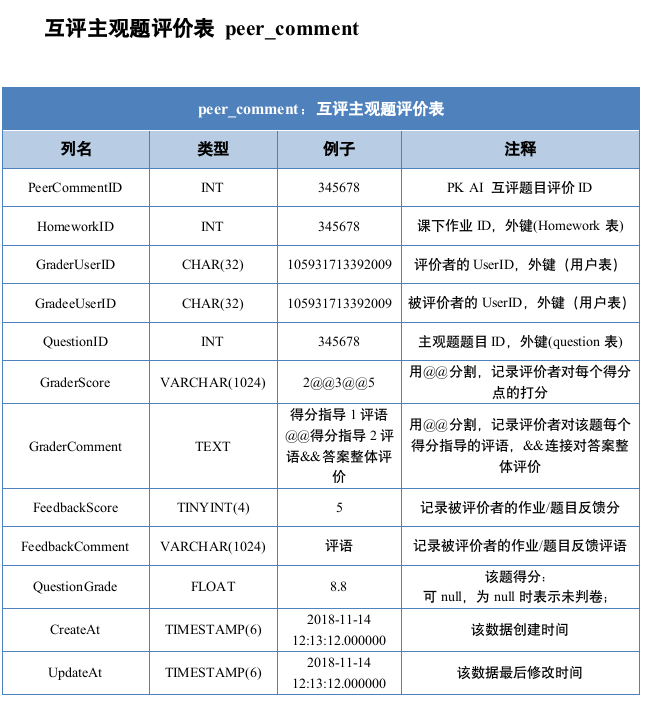 互评主观题评价表 peer_comment
peer_comment：互评主观题评价表
列名 类型 例子 注释
PeerCommentID INT 345678 PK AI 互评题目评价 ID
HomeworkID INT 345678 课下作业 ID，外键(Homework 表)
GraderUserID CHAR(32) 105931713392009 评价者的 UserID，外键（用户表）
GradeeUserID CHAR(32) 105931713392009 被评价者的 UserID，外键（用户表）
QuestionID INT 345678 主观题题目 ID，外键(question 表)
GraderScore VARCHAR(1024) 2@@3@@5 用@@分割，记录评价者对每个得分
点的打分
GraderComment TEXT 得分指导 1 评语
@@得分指导 2 评
语&&答案整体评
价
用@@分割，记录评价者对该题每个
得分指导的评语，&&连接对答案整
体评价
FeedbackScore TINYINT(4) 5 记录被评价者的作业/题目反馈分
FeedbackComment VARCHAR(1024) 评语 记录被评价者的作业/题目反馈评语
QuestionGrade FLOAT 8.8 该题得分：
可 null，为 null 时表示未判卷；
CreateAt TIMESTAMP(6) 2018-11-14
12:13:12.000000
该数据创建时间
UpdateAt TIMESTAMP(6) 2018-11-14
12:13:12.000000
该数据最后修改时间